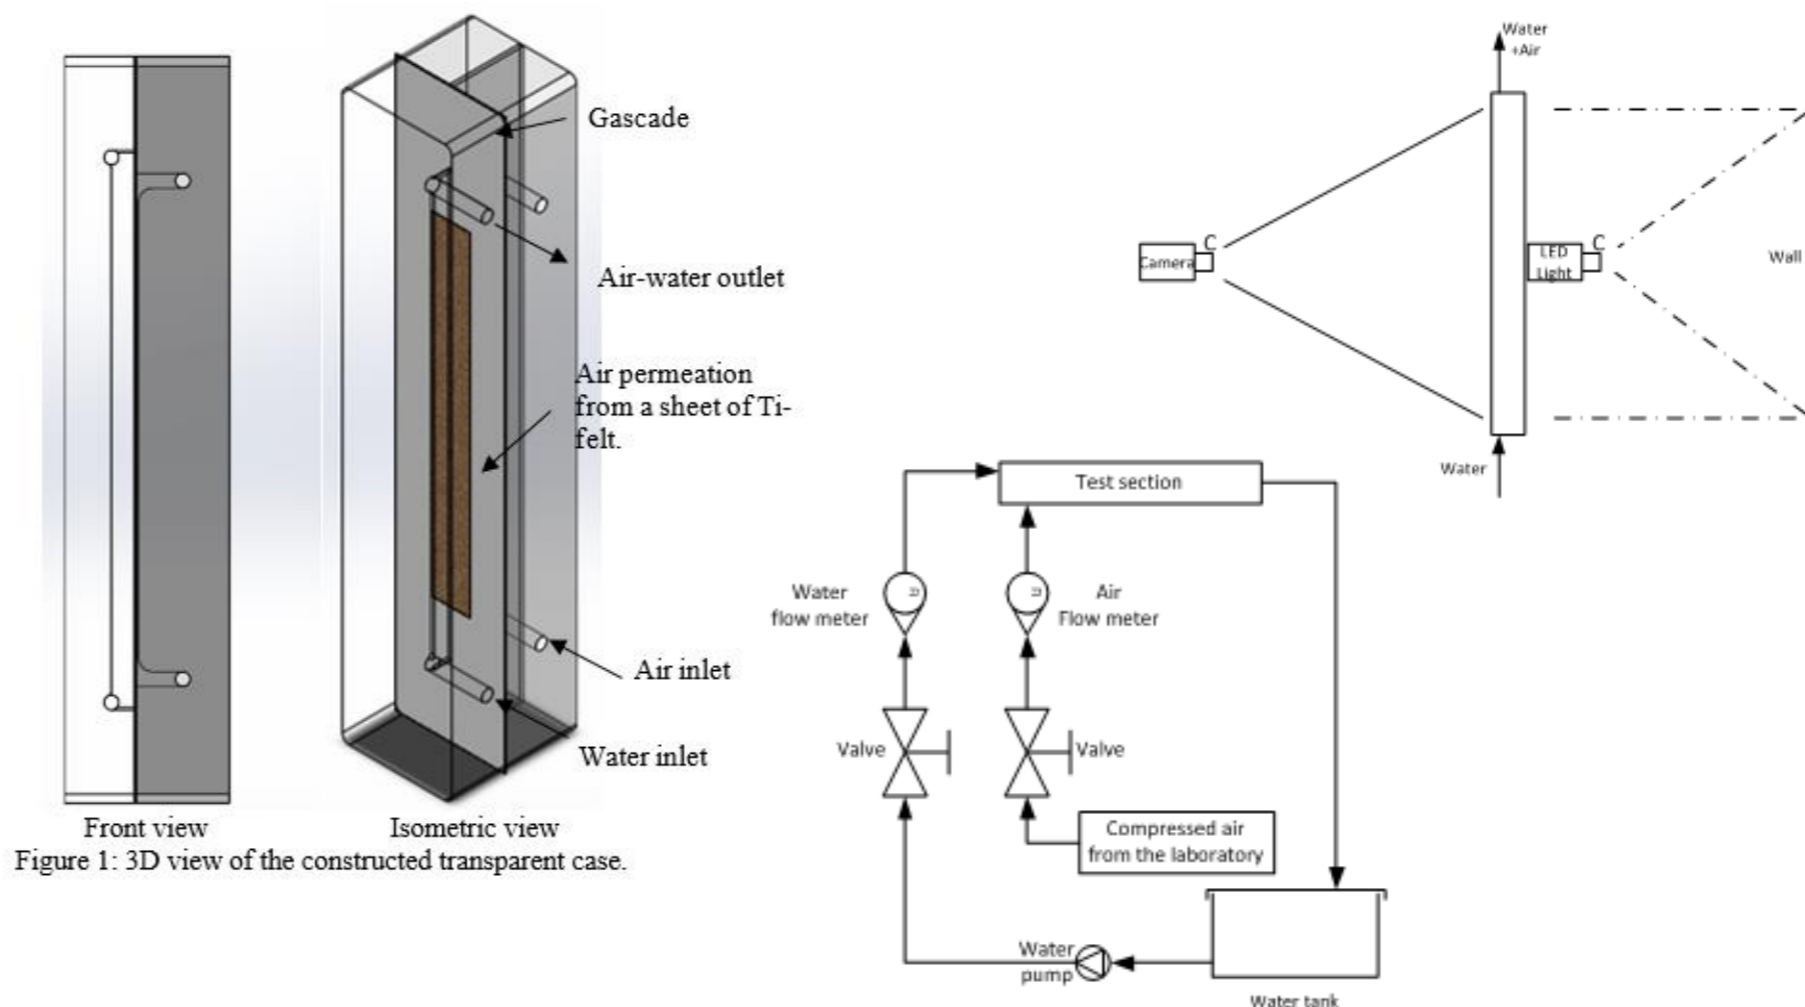 Gascade
Air-water outlet
Air permeation
from a sheet of Ti-
felt.
Air inlet
Water inlet
Front view
Isometric view
Figure 1: 3D view of the constructed transparent case.
Water
+Air
C
Camera
C
LED
Light
Wall
Water
Test section
Water
flow meter
Air
Flow meter
Valve
Valve
Compressed air
from the laboratory
Water
pump
Water tank